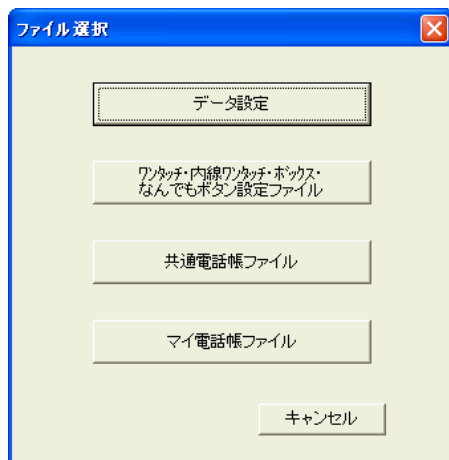 ファイル選択
データ設定
ワンタッチ・内線ワンタッチ・ボックス・
なんでもボタン設定ファイル
共通電話帳ファイル
マイ電話帳ファイル
キャンセル